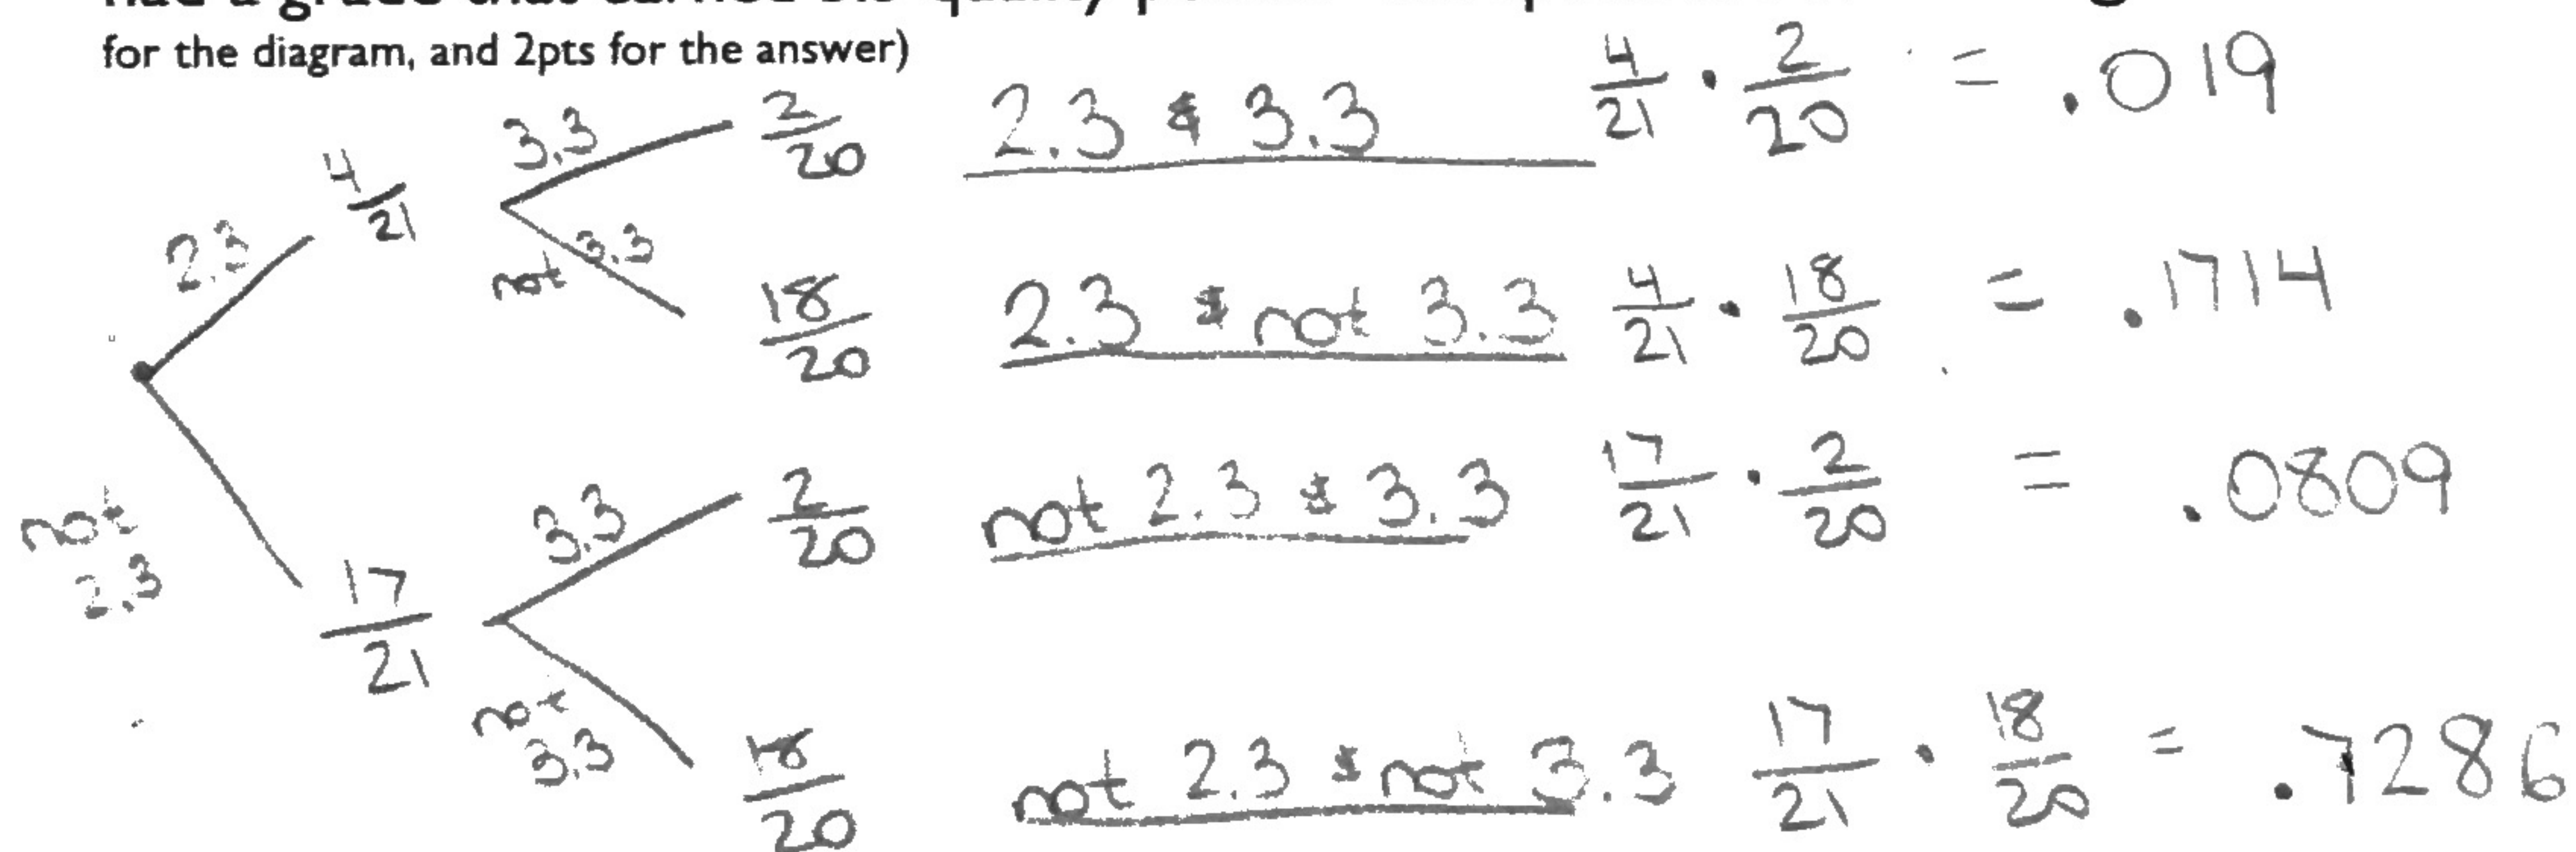 for the diagram, and 2pts for the answer)
2.3 4/21 3.3 2/20 2.3 & 3.3 4/21 · 2/20 = .019
not 3.3 18/20 2.3 & not 3.3 4/21 · 18/20 = .1714
not 2.3 17/21 3.3 2/20 not 2.3 & 3.3 17/21 · 2/20 = .0809
not 3.3 18/20 not 2.3 & not 3.3 17/21 · 18/20 = .7286